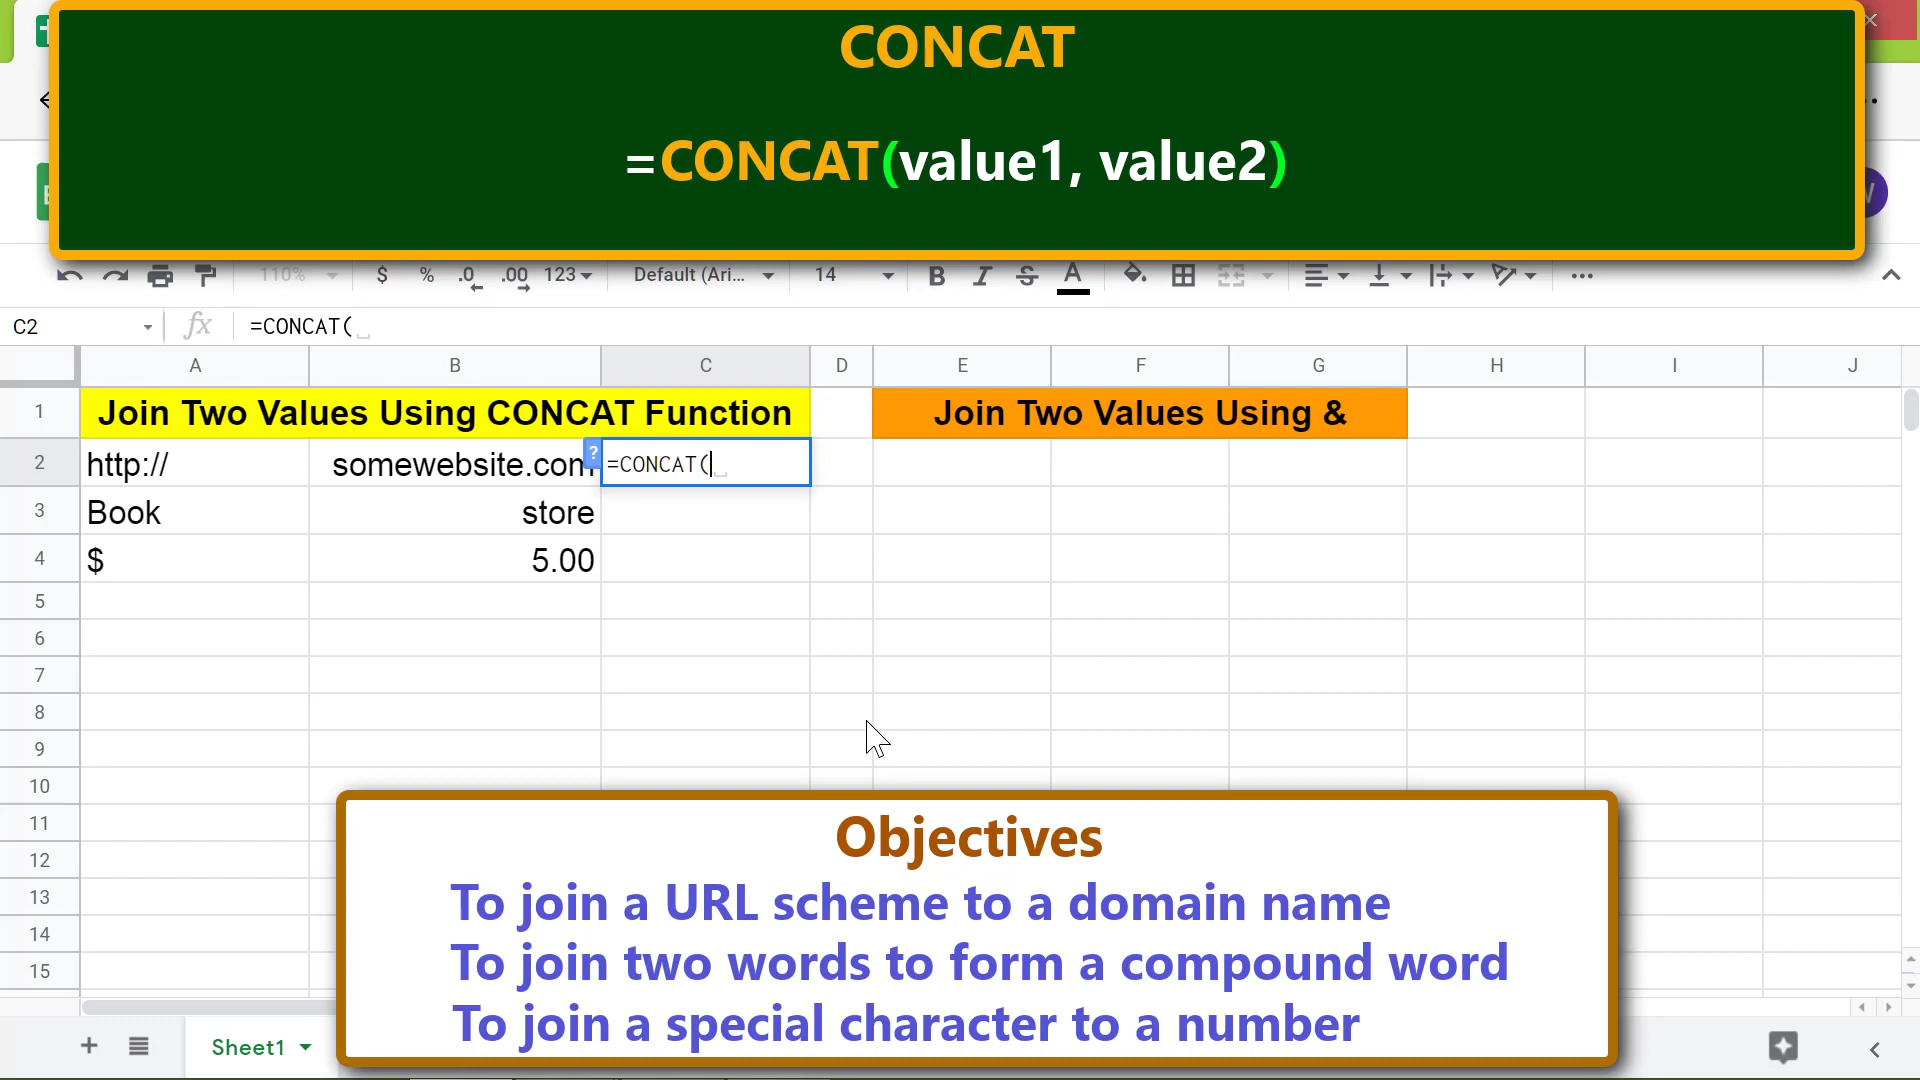 CONCAT
=CONCAT(value1, value2)
110% $ % .0 .00 123 Default (Ari... 14 B I S A
C2 fx =CONCAT(
A B C D E F G H I J
1 Join Two Values Using CONCAT Function Join Two Values Using &
2 http:// somewebsite.com ? =CONCAT(
3 Book store
4 $ 5.00
5
6
7
8
9
10
11
12
13
14
15
Objectives
To join a URL scheme to a domain name
To join two words to form a compound word
To join a special character to a number
Sheet1